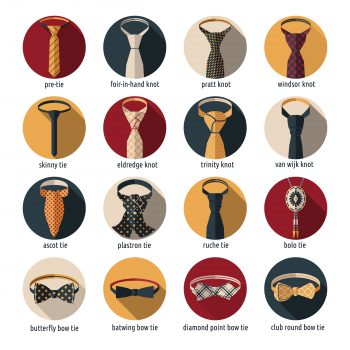 pre-tie foir-in-hand knot pratt knot windsor knot
skinny tie eldredge knot trinity knot van wijk knot
ascot tie plastron tie ruche tie bolo tie
butterfly bow tie batwing bow tie diamond point bow tie club round bow tie